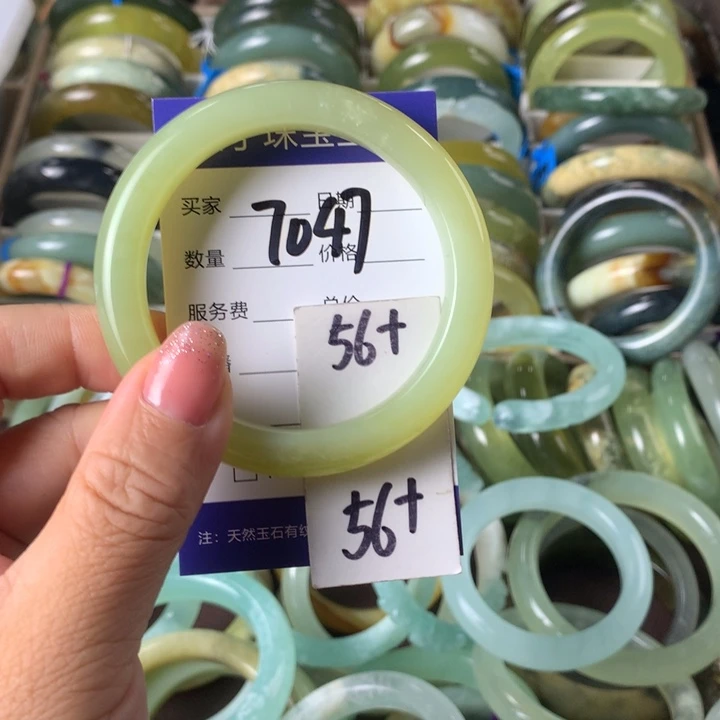 珠宝
买家 日期
7047
数量 价格
服务费 总价
56+
56+
注：天然玉石有纹